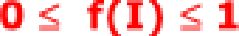 0 ≤ f(I) ≤ 1